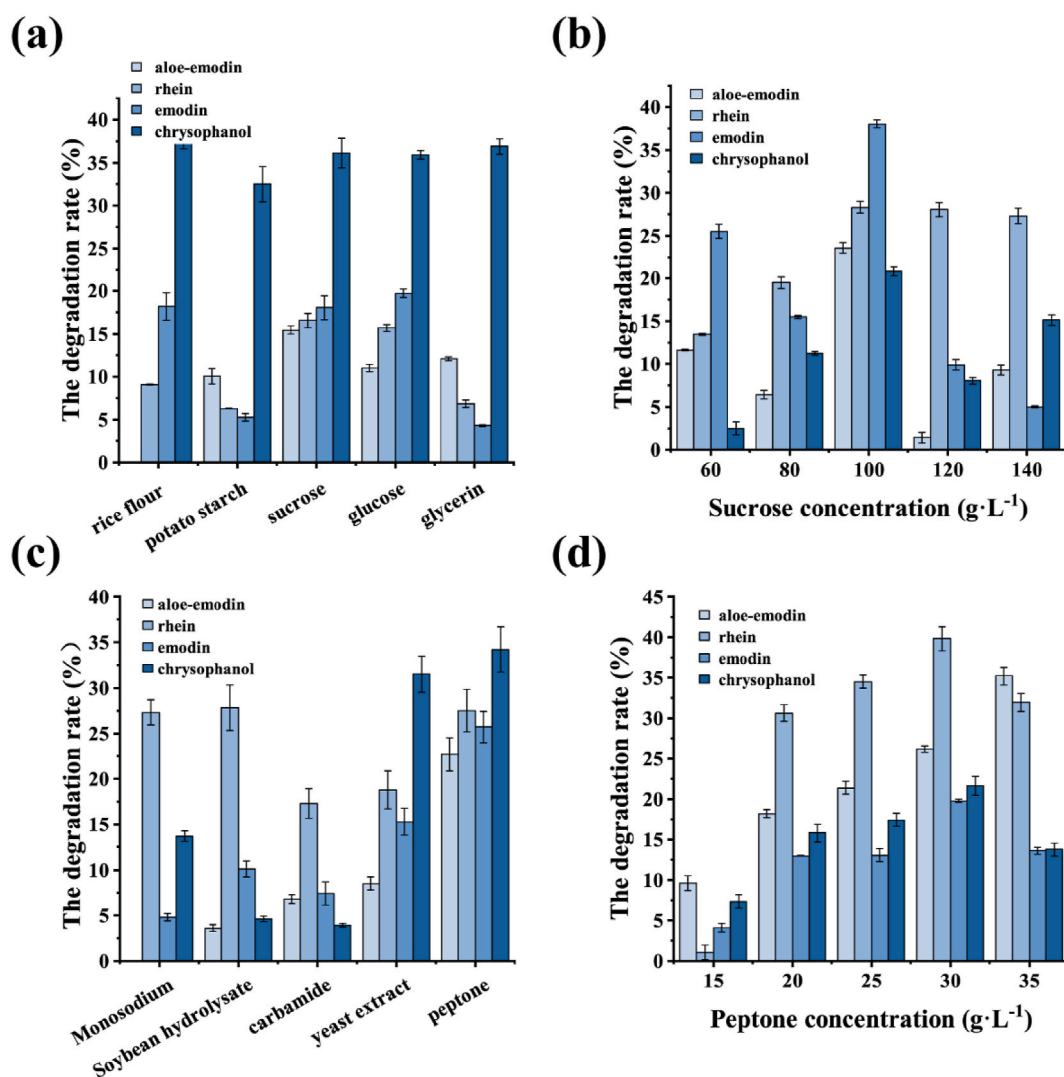 (a)
aloe-emodin
rhein
emodin
chrysophanol
The degradation rate (%)
40
35
30
25
20
15
10
5
0
rice flour
potato starch
sucrose
glucose
glycerin
(b)
aloe-emodin
rhein
emodin
chrysophanol
The degradation rate (%)
40
35
30
25
20
15
10
5
0
60
80
100
120
140
Sucrose concentration (g·L⁻¹)
(c)
aloe-emodin
rhein
emodin
chrysophanol
The degradation rate (%)
40
35
30
25
20
15
10
5
0
Monosodium
Soybean hydrolysate
carbamide
yeast extract
peptone
(d)
aloe-emodin
rhein
emodin
chrysophanol
The degradation rate (%)
45
40
35
30
25
20
15
10
5
0
15
20
25
30
35
Peptone concentration (g·L⁻¹)